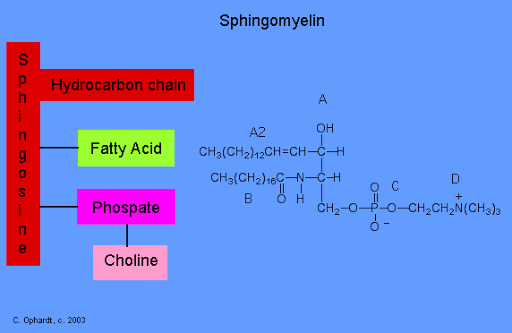 Sphingomyelin
Sphingosine
Hydrocarbon chain
Fatty Acid
Phospate
Choline
A
OH
A2
CH3(CH2)12CH=CH–C–H
CH3(CH2)16C–N–C–H
B
O H
O
C
D
+
CH2–O–P–O–CH2CH2N(CH3)3
O –
C. Ophardt, c. 2003